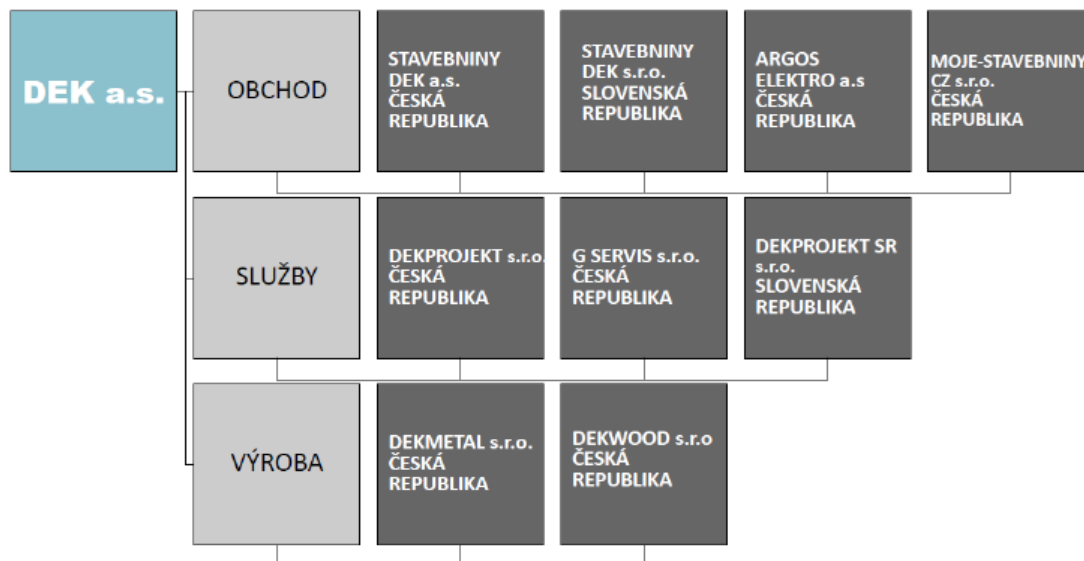 DEK a.s.
OBCHOD
STAVEBNINY
DEK a.s.
ČESKÁ
REPUBLIKA
STAVEBNINY
DEK s.r.o.
SLOVENSKÁ
REPUBLIKA
ARGOS
ELEKTRO a.s
ČESKÁ
REPUBLIKA
MOJE-STAVEBNINY
CZ s.r.o.
ČESKÁ
REPUBLIKA
SLUŽBY
DEKPROJEKT s.r.o.
ČESKÁ
REPUBLIKA
G SERVIS s.r.o.
ČESKÁ
REPUBLIKA
DEKPROJEKT SR
s.r.o.
SLOVENSKÁ
REPUBLIKA
VÝROBA
DEKMETAL s.r.o.
ČESKÁ
REPUBLIKA
DEKWOOD s.r.o
ČESKÁ
REPUBLIKA